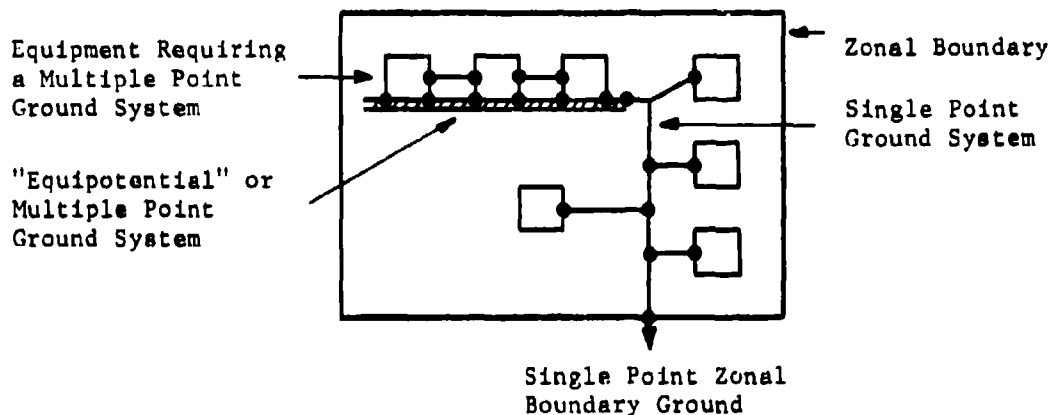 Equipment Requiring
a Multiple Point
Ground System
"Equipotential" or
Multiple Point
Ground System
Zonal Boundary
Single Point
Ground System
Single Point Zonal
Boundary Ground